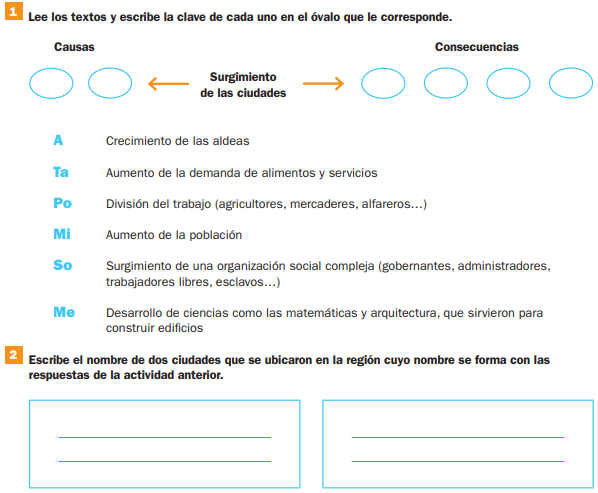 1 Lee los textos y escribe la clave de cada uno en el óvalo que le corresponde.
Causas
Consecuencias
Surgimiento
de las ciudades
A Crecimiento de las aldeas
Ta Aumento de la demanda de alimentos y servicios
Po División del trabajo (agricultores, mercaderes, alfareros...)
Mi Aumento de la población
So Surgimiento de una organización social compleja (gobernantes, administradores,
trabajadores libres, esclavos...)
Me Desarrollo de ciencias como las matemáticas y arquitectura, que sirvieron para
construir edificios
2 Escribe el nombre de dos ciudades que se ubicaron en la región cuyo nombre se forma con las
respuestas de la actividad anterior.